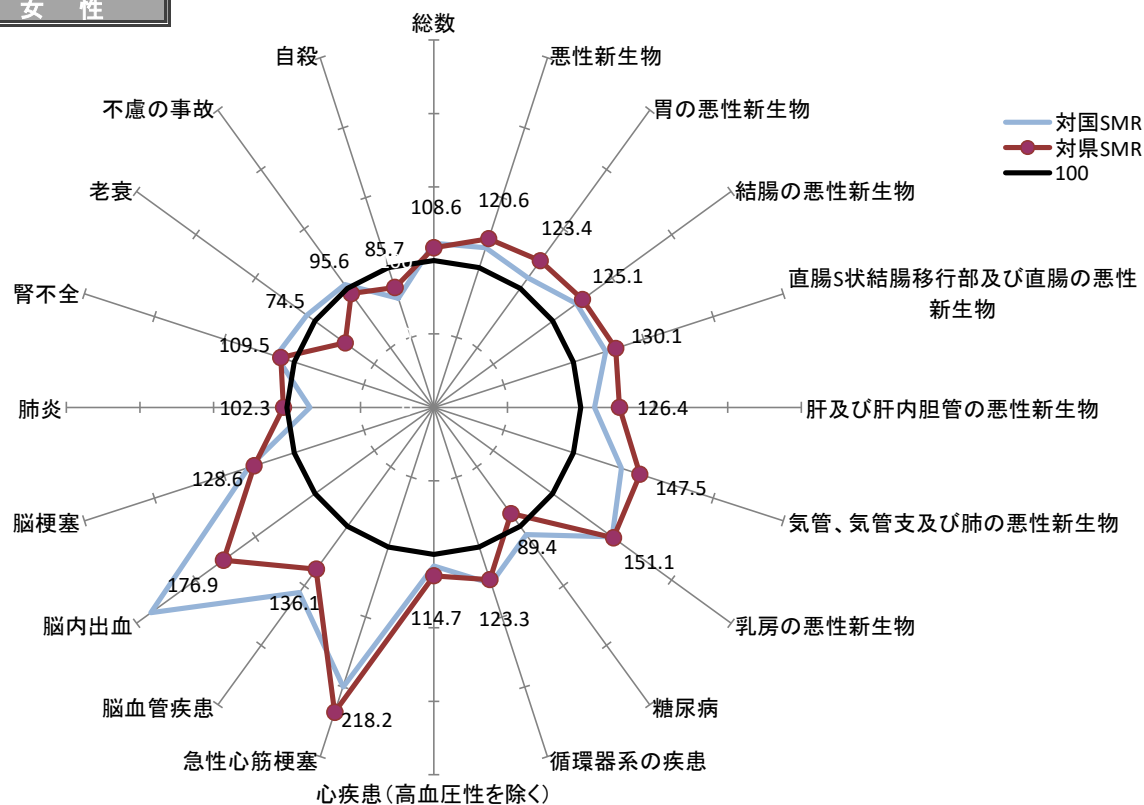 女 性
総数
自殺
悪性新生物
不慮の事故
胃の悪性新生物
対国SMR
対県SMR
100
老衰
結腸の悪性新生物
108.6
120.6
123.4
95.6
85.7
100
125.1
腎不全
直腸S状結腸移行部及び直腸の悪性
新生物
74.5
130.1
109.5
肺炎
102.3
126.4
肝及び肝内胆管の悪性新生物
128.6
147.5
脳梗塞
気管、気管支及び肺の悪性新生物
89.4
151.1
176.9
136.1
114.7
123.3
脳内出血
乳房の悪性新生物
脳血管疾患
218.2
糖尿病
急性心筋梗塞
循環器系の疾患
心疾患(高血圧性を除く)